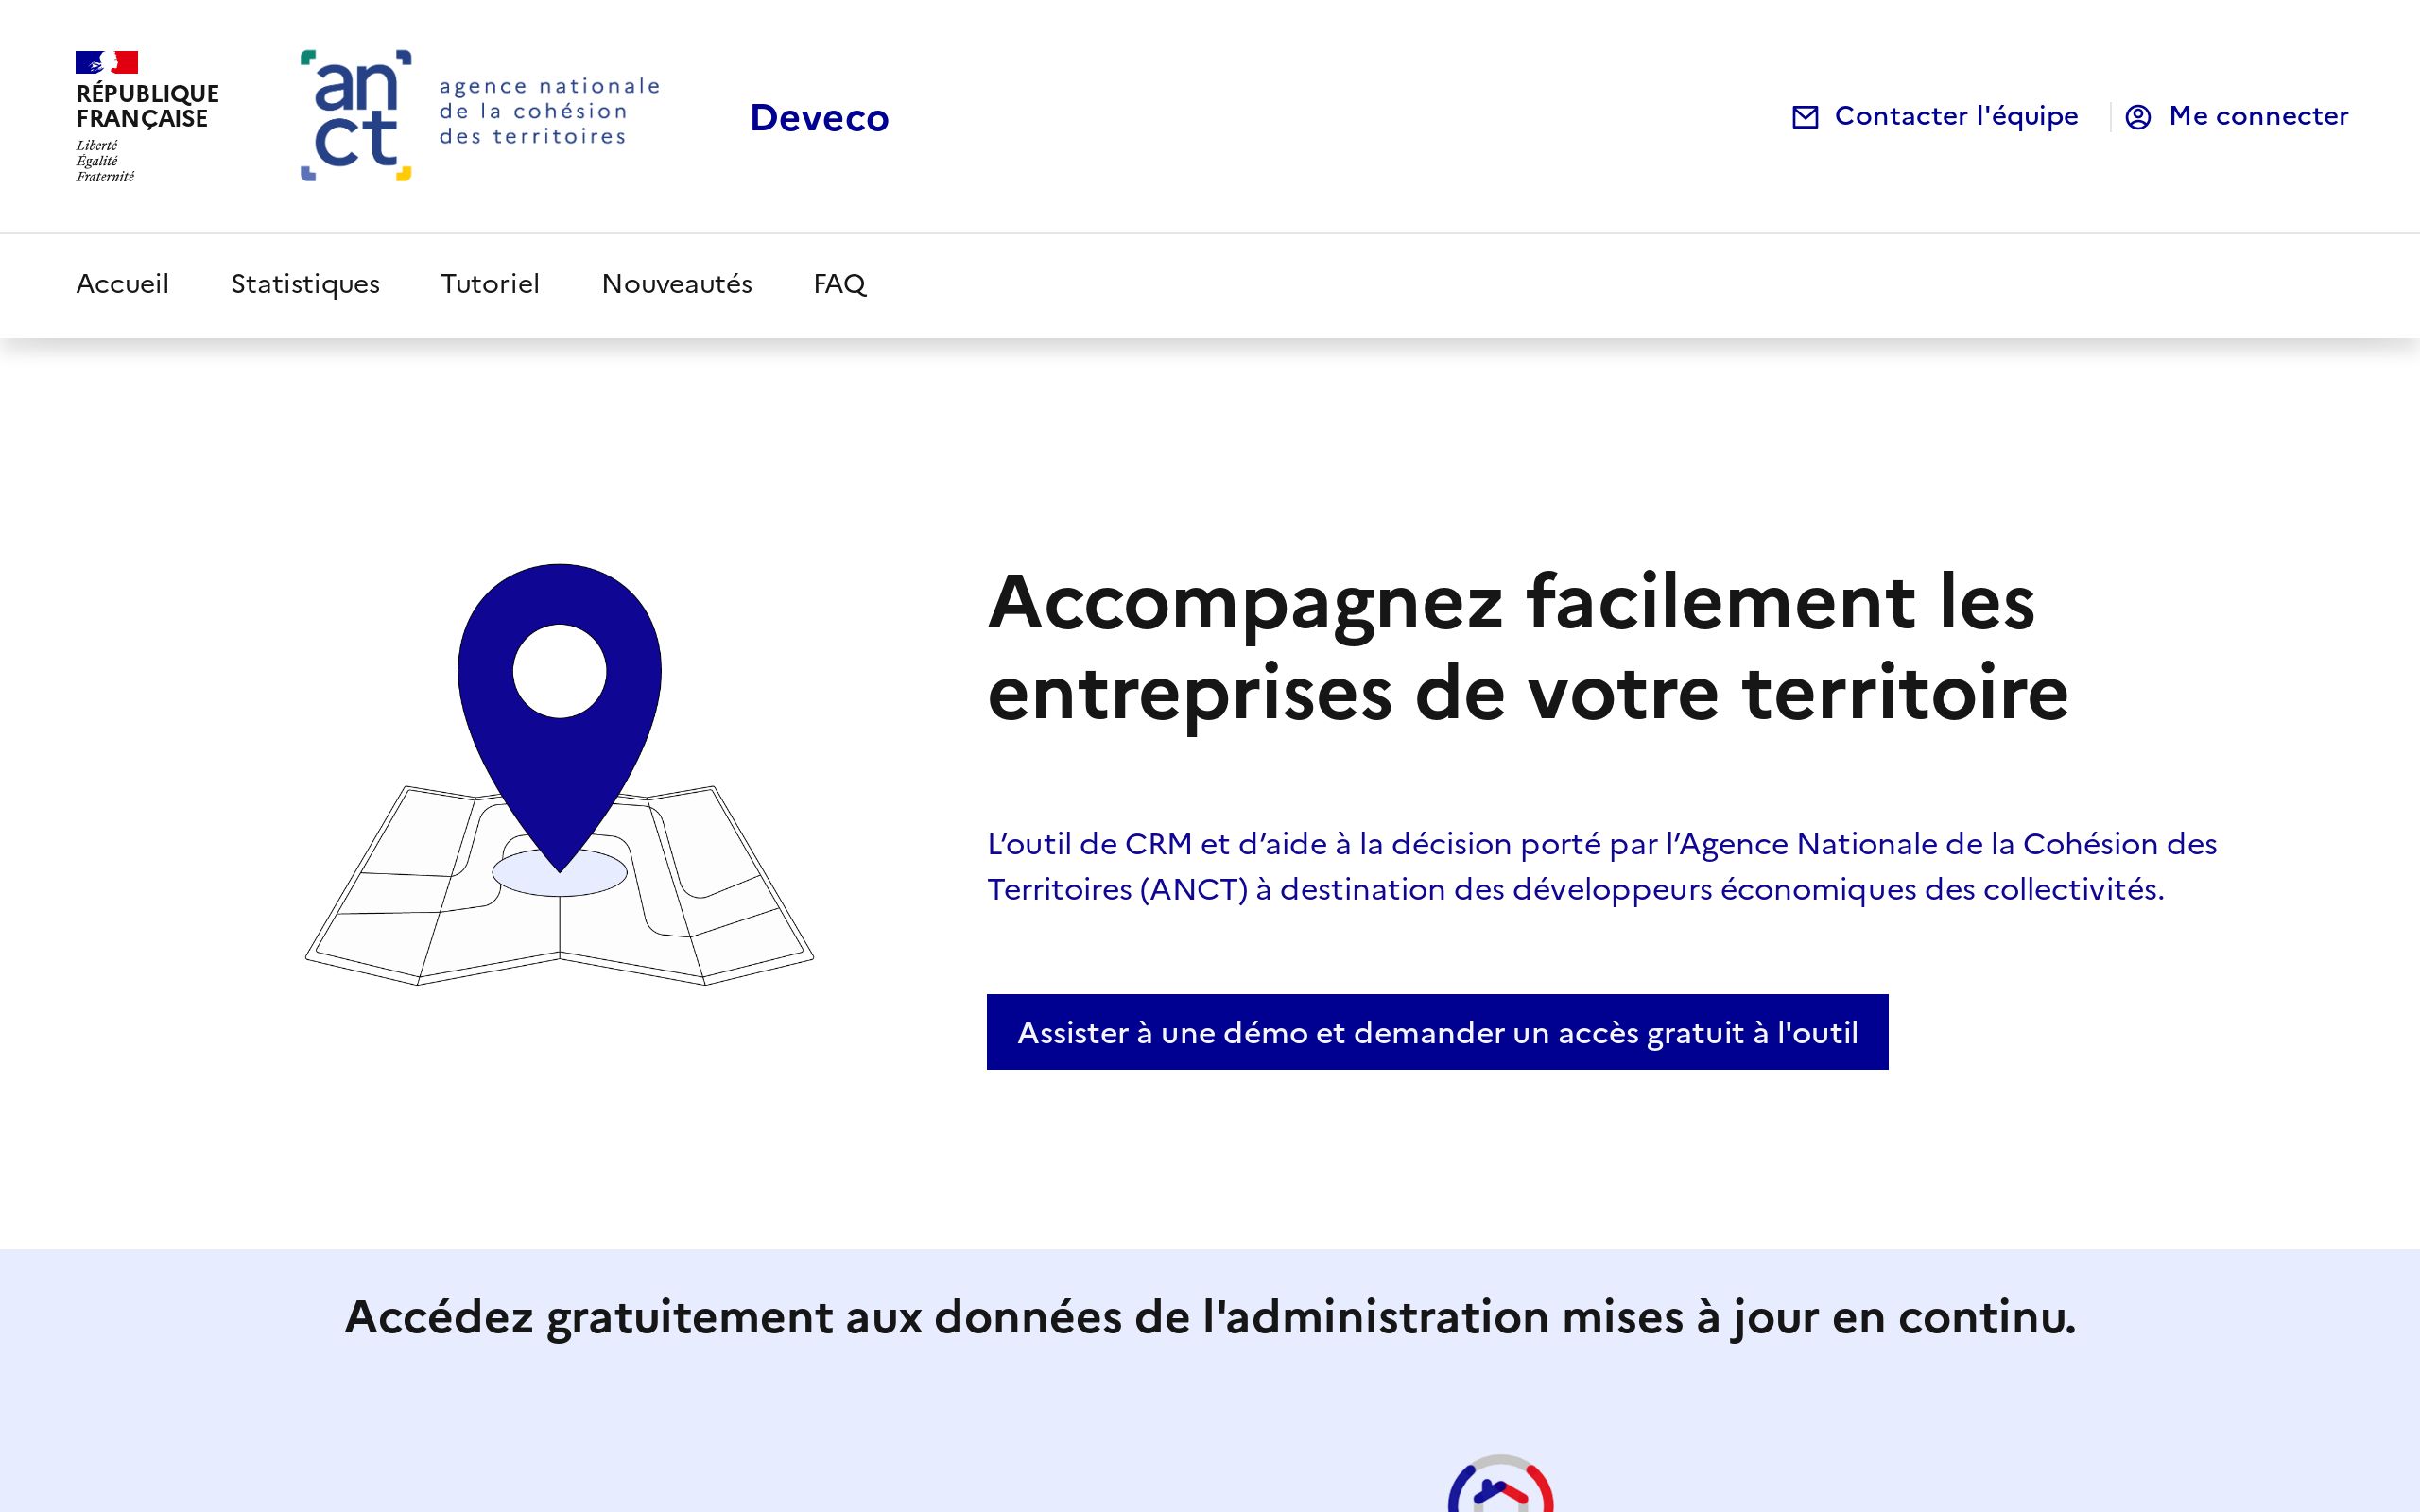 RÉPUBLIQUE
FRANÇAISE
Liberté
Égalité
Fraternité
an
ct
agence nationale
de la cohésion
des territoires
Deveco
Contacter l'équipe
Me connecter
Accueil
Statistiques
Tutoriel
Nouveautés
FAQ
Accompagnez facilement les
entreprises de votre territoire
L’outil de CRM et d’aide à la décision porté par l’Agence Nationale de la Cohésion des
Territoires (ANCT) à destination des développeurs économiques des collectivités.
Assister à une démo et demander un accès gratuit à l'outil
Accédez gratuitement aux données de l'administration mises à jour en continu.